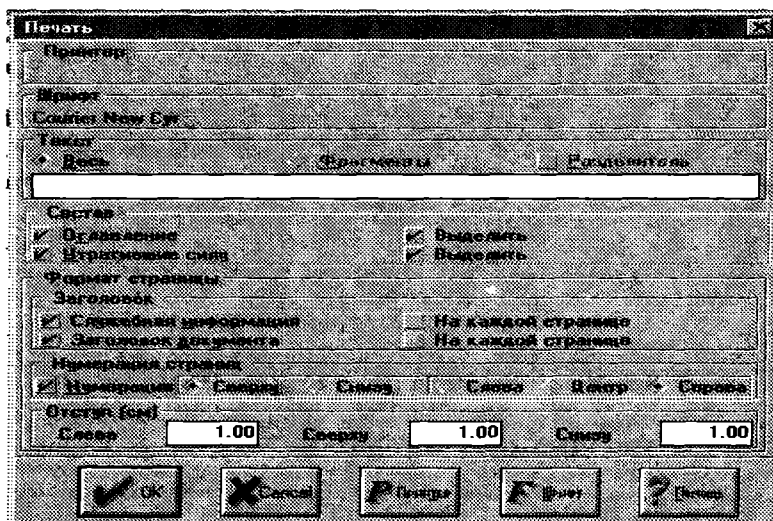 Печать
Принтер
Шрифт
Courier New Cyr
Текст
Весь Фрагменты Разделитель
Состав
Оглавление Выделить
Утратившие силу Выделить
Формат страницы
Заголовок
Служебная информация На каждой странице
Заголовок документа На каждой странице
Нумерация страниц
Нумерация Сверху Снизу Слева Центр Справа
Отступ (см)
Слева 1.00 Сверху 1.00 Снизу 1.00
OK Cancel F Шрифт ?